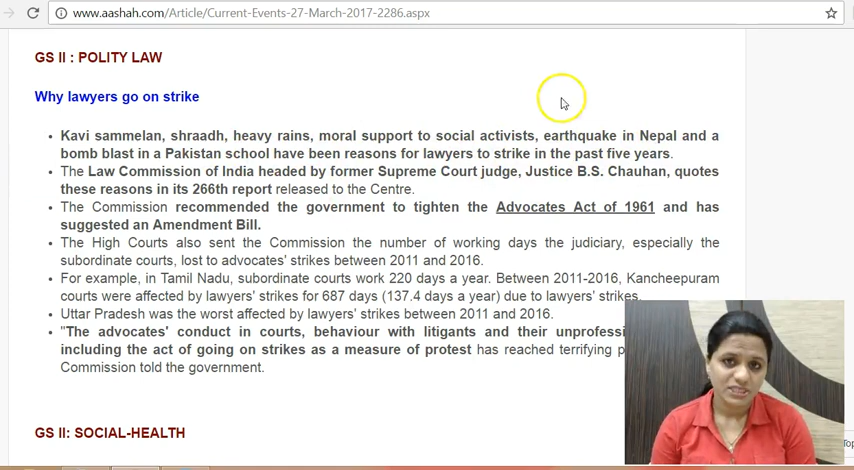 www.aashah.com/Article/Current-Events-27-March-2017-2286.aspx
GS II : POLITY LAW
Why lawyers go on strike
• Kavi sammelan, shraadh, heavy rains, moral support to social activists, earthquake in Nepal and a
bomb blast in a Pakistan school have been reasons for lawyers to strike in the past five years.
• The Law Commission of India headed by former Supreme Court judge, Justice B.S. Chauhan, quotes
these reasons in its 266th report released to the Centre.
• The Commission recommended the government to tighten the Advocates Act of 1961 and has
suggested an Amendment Bill.
• The High Courts also sent the Commission the number of working days the judiciary, especially the
subordinate courts, lost to advocates' strikes between 2011 and 2016.
• For example, in Tamil Nadu, subordinate courts work 220 days a year. Between 2011-2016, Kancheepuram
courts were affected by lawyers' strikes for 687 days (137.4 days a year) due to lawyers' strikes.
• Uttar Pradesh was the worst affected by lawyers' strikes between 2011 and 2016.
• "The advocates' conduct in courts, behaviour with litigants and their
including the act of going on strikes as a measure of protest has reached terrifying
Commission told the government.
GS II: SOCIAL-HEALTH